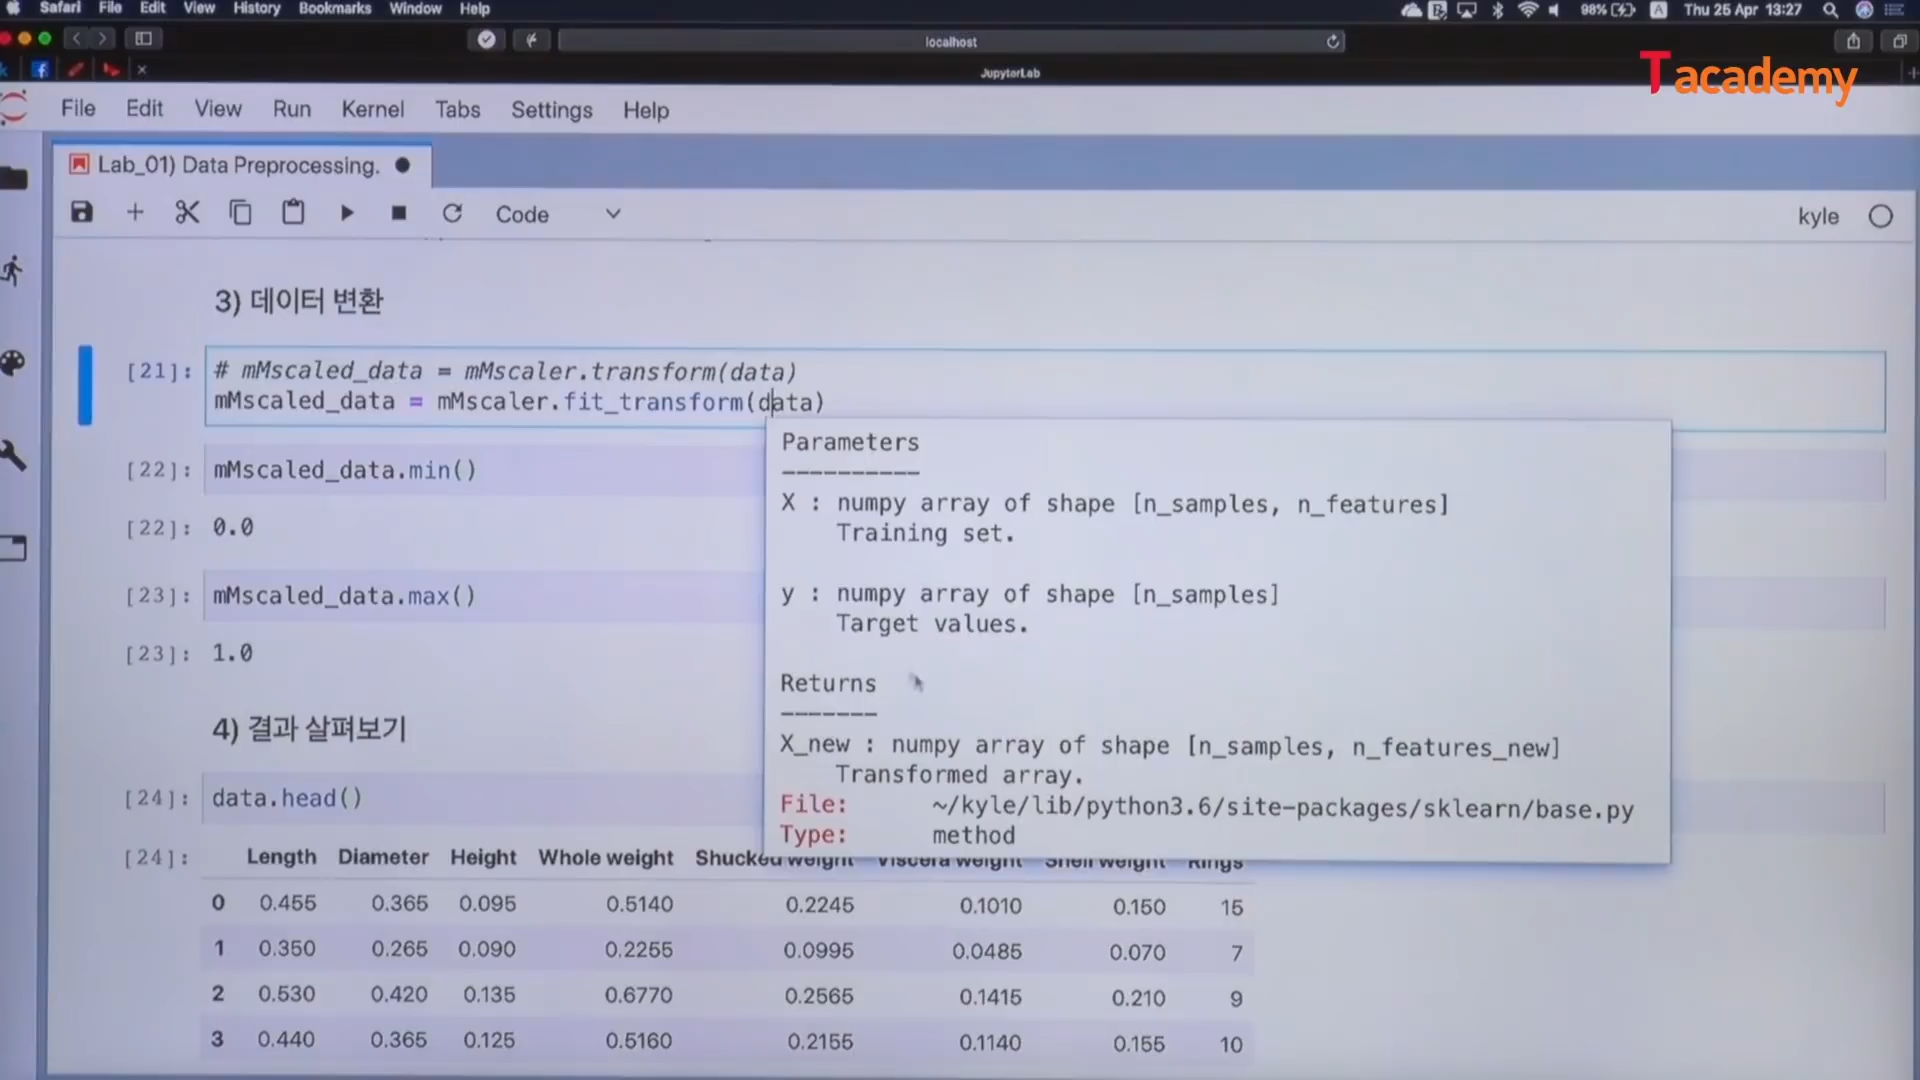 Safari File Edit View History Bookmarks Window Help
98% A Thu 25 Apr 13:27
localhost
JupyterLab
Tacademy
File Edit View Run Kernel Tabs Settings Help
Lab_01) Data Preprocessing.
Code
kyle
3) 데이터 변환
[21]: # mMscaled_data = mMscaler.transform(data)
mMscaled_data = mMscaler.fit_transform(data)
Parameters
----------
X : numpy array of shape [n_samples, n_features]
Training set.
y : numpy array of shape [n_samples]
Target values.
Returns
-------
X_new : numpy array of shape [n_samples, n_features_new]
Transformed array.
File: ~/kyle/lib/python3.6/site-packages/sklearn/base.py
Type: method
[22]: mMscaled_data.min()
[22]: 0.0
[23]: mMscaled_data.max()
[23]: 1.0
4) 결과 살펴보기
[24]: data.head()
[24]: Length Diameter Height Whole weight Shucked weight Viscera weight Shell weight Rings
0 0.455 0.365 0.095 0.5140 0.2245 0.1010 0.150 15
1 0.350 0.265 0.090 0.2255 0.0995 0.0485 0.070 7
2 0.530 0.420 0.135 0.6770 0.2565 0.1415 0.210 9
3 0.440 0.365 0.125 0.5160 0.2155 0.1140 0.155 10